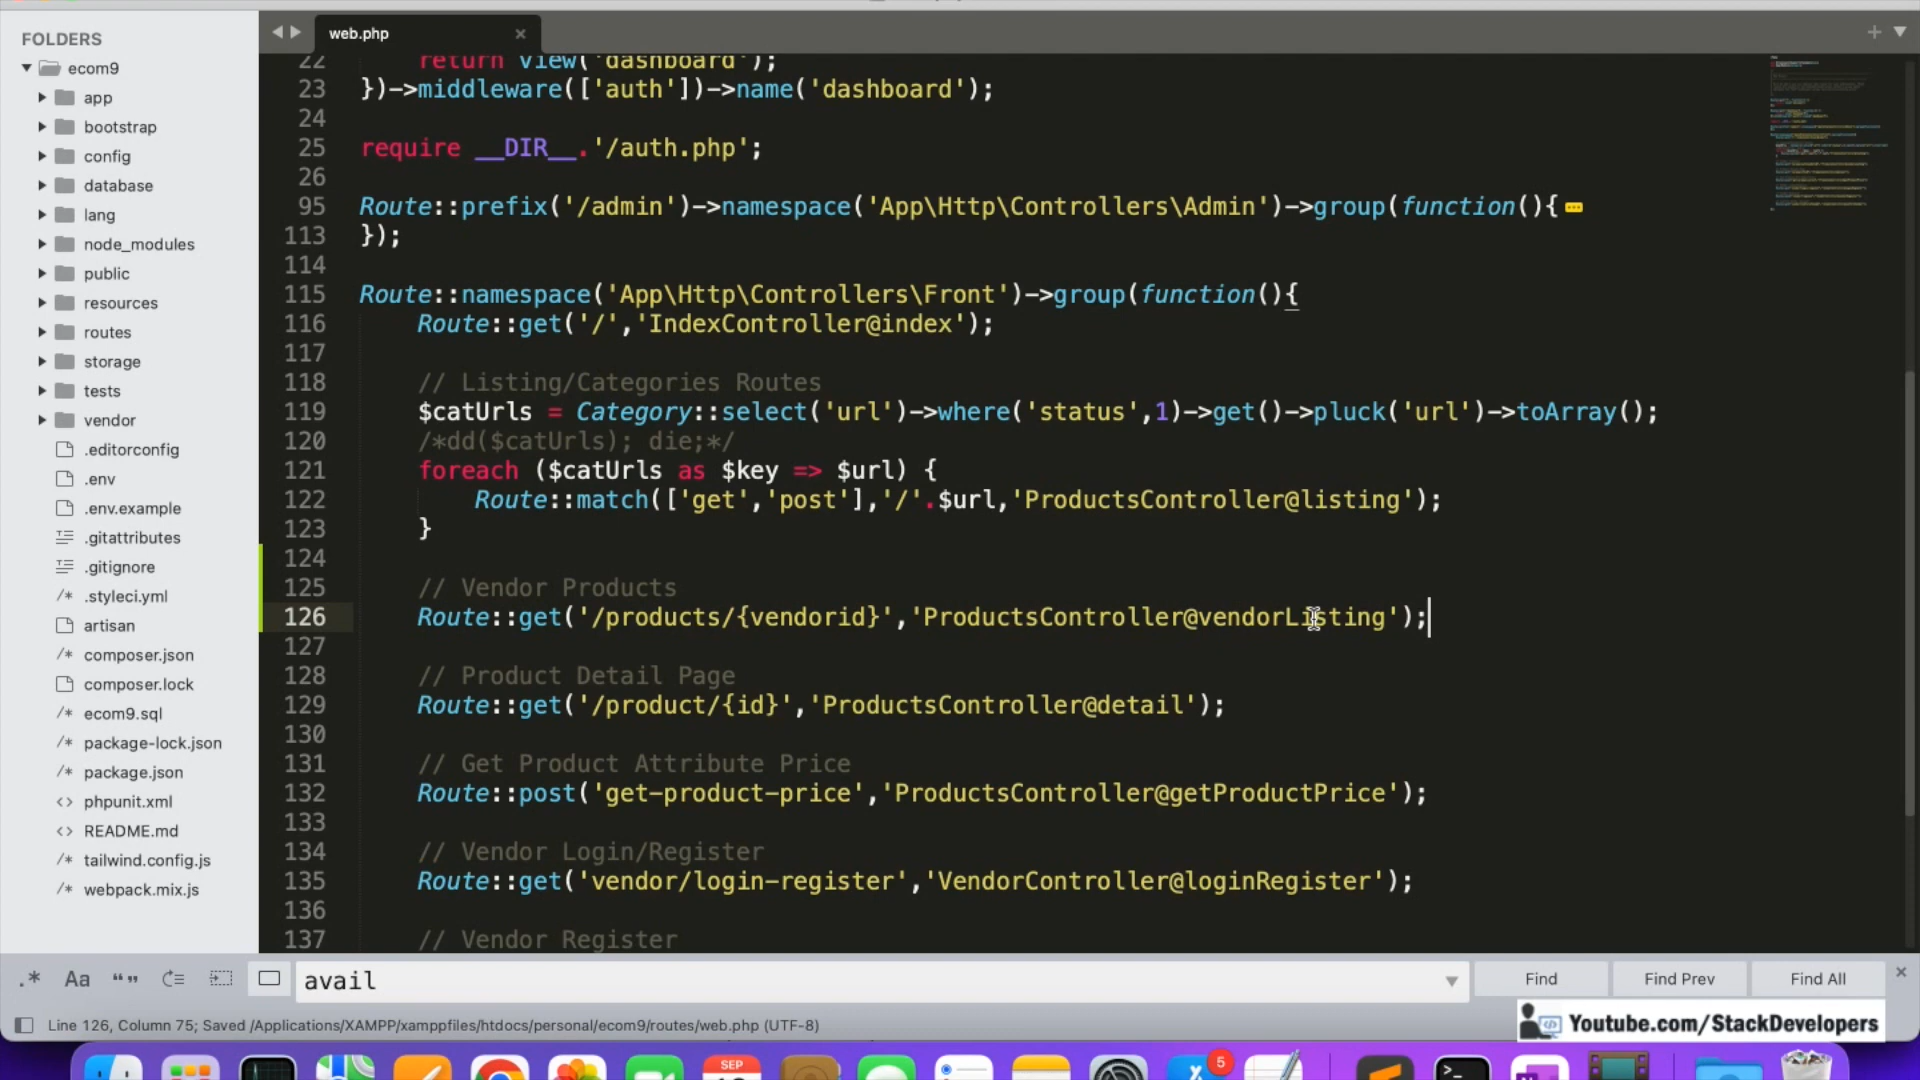 FOLDERS
ecom9
app
bootstrap
config
database
lang
node_modules
public
resources
routes
storage
tests
vendor
.editorconfig
.env
.env.example
.gitattributes
.gitignore
.styleci.yml
artisan
composer.json
composer.lock
ecom9.sql
package-lock.json
package.json
phpunit.xml
README.md
tailwind.config.js
webpack.mix.js
web.php
22 return view('dashboard');
23 })->middleware(['auth'])->name('dashboard');
24
25 require __DIR__.'/auth.php';
26
95 Route::prefix('/admin')->namespace('App\Http\Controllers\Admin')->group(function(){
113 });
114
115 Route::namespace('App\Http\Controllers\Front')->group(function(){
116 Route::get('/','IndexController@index');
117
118 // Listing/Categories Routes
119 $catUrls = Category::select('url')->where('status',1)->get()->pluck('url')->toArray();
120 /*dd($catUrls); die;*/
121 foreach ($catUrls as $key => $url) {
122 Route::match(['get','post'],'/'.$url,'ProductsController@listing');
123 }
124
125 // Vendor Products
126 Route::get('/products/{vendorid}','ProductsController@vendorListing');
127
128 // Product Detail Page
129 Route::get('/product/{id}','ProductsController@detail');
130
131 // Get Product Attribute Price
132 Route::post('get-product-price','ProductsController@getProductPrice');
133
134 // Vendor Login/Register
135 Route::get('vendor/login-register','VendorController@loginRegister');
136
137 // Vendor Register
.* Aa “” avail Find Find Prev Find All
Line 126, Column 75; Saved /Applications/XAMPP/xamppfiles/htdocs/personal/ecom9/routes/web.php (UTF-8)
Youtube.com/StackDevelopers
SEP
5